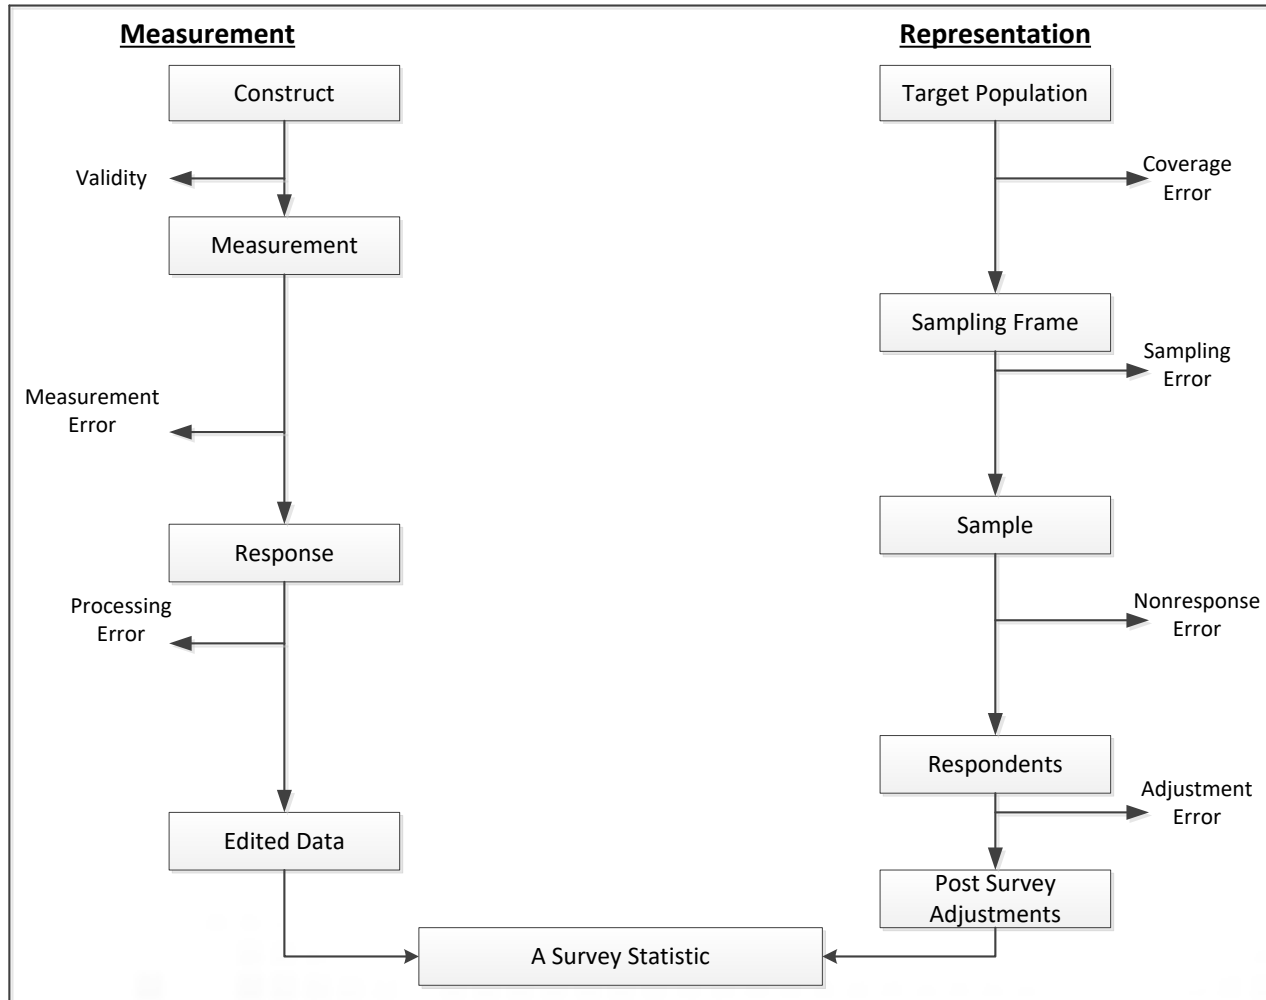 Measurement
Construct
Validity
Measurement
Measurement
Error
Response
Processing
Error
Edited Data
Representation
Target Population
Coverage
Error
Sampling Frame
Sampling
Error
Sample
Nonresponse
Error
Respondents
Adjustment
Error
Post Survey
Adjustments
A Survey Statistic